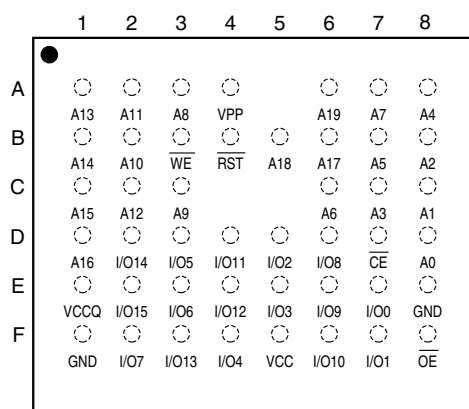 1 2 3 4 5 6 7 8
A
A13 A11 A8 VPP A19 A7 A4
B
A14 A10 WE RST A18 A17 A5 A2
C
A15 A12 A9 A6 A3 A1
D
A16 I/O14 I/O5 I/O11 I/O2 I/O8 CE A0
E
VCCQ I/O15 I/O6 I/O12 I/O3 I/O9 I/O0 GND
F
GND I/O7 I/O13 I/O4 VCC I/O10 I/O1 OE